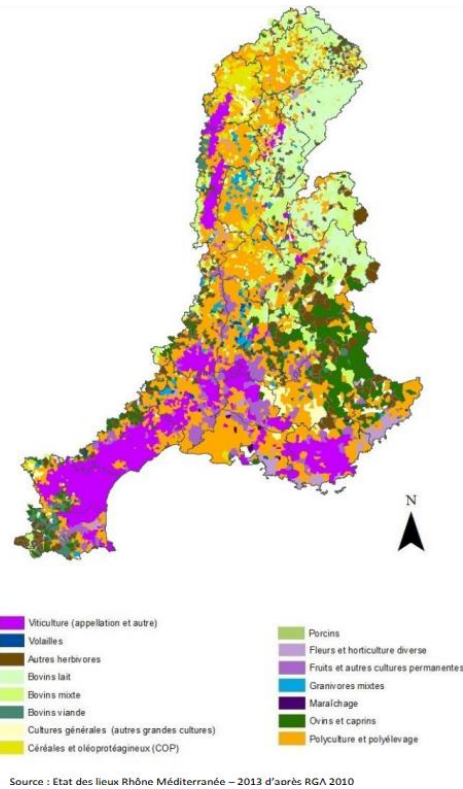 N
Viticulture (appellation et autre)
Volailles
Autres herbivores
Bovins lait
Bovins mixte
Bovins viande
Cultures générales (autres grandes cultures)
Céréales et oléoprotéagineux (COP)
Porcins
Fleurs et horticulture diverse
Fruits et autres cultures permanentes
Granivores mixtes
Maraîchage
Ovins et caprins
Polyculture et polyélevage
Source : Etat des lieux Rhône Méditerranée – 2013 d'après RGA 2010